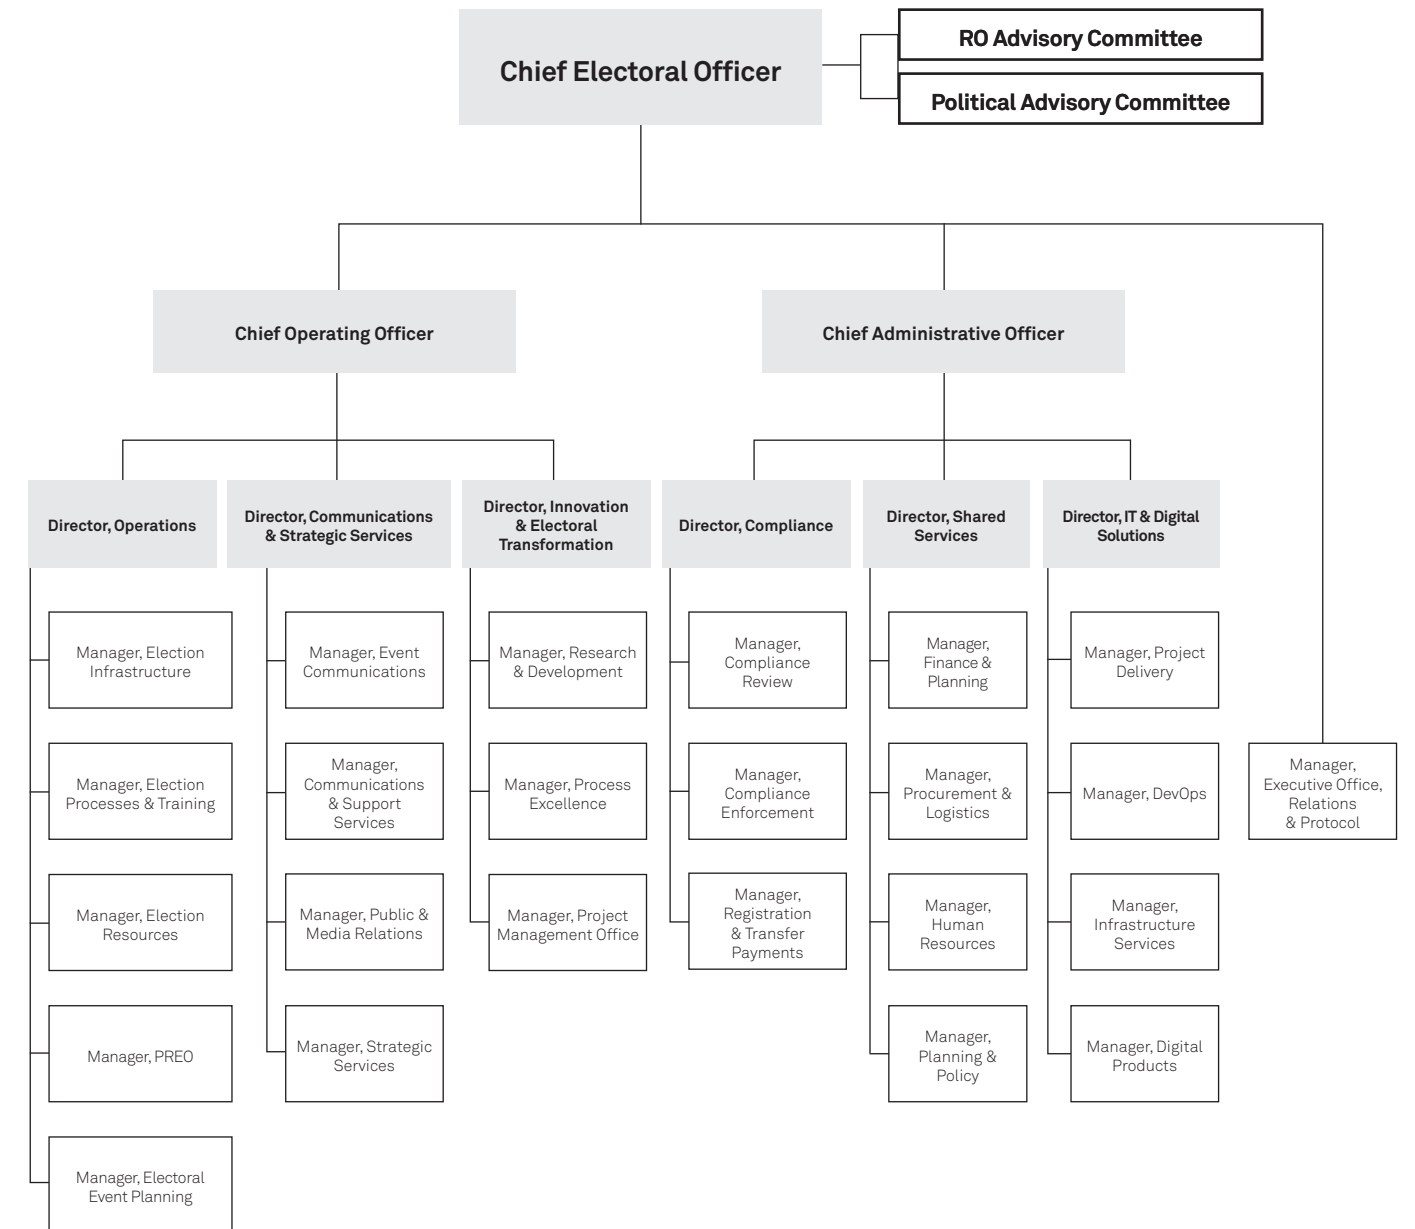 Chief Electoral Officer
RO Advisory Committee
Political Advisory Committee
Chief Operating Officer
Chief Administrative Officer
Director, Operations
Director, Communications
& Strategic Services
Director, Innovation
& Electoral
Transformation
Director, Compliance
Director, Shared
Services
Director, IT & Digital
Solutions
Manager, Election
Infrastructure
Manager, Event
Communications
Manager, Research
& Development
Manager,
Compliance
Review
Manager,
Finance &
Planning
Manager, Project
Delivery
Manager, Election
Processes & Training
Manager,
Communications
& Support
Services
Manager, Process
Excellence
Manager,
Compliance
Enforcement
Manager,
Procurement &
Logistics
Manager, DevOps
Manager,
Executive Office,
Relations
& Protocol
Manager, Election
Resources
Manager, Public &
Media Relations
Manager, Project
Management Office
Manager,
Registration
& Transfer
Payments
Manager,
Human
Resources
Manager,
Infrastructure
Services
Manager, PREO
Manager, Strategic
Services
Manager,
Planning &
Policy
Manager, Digital
Products
Manager, Electoral
Event Planning